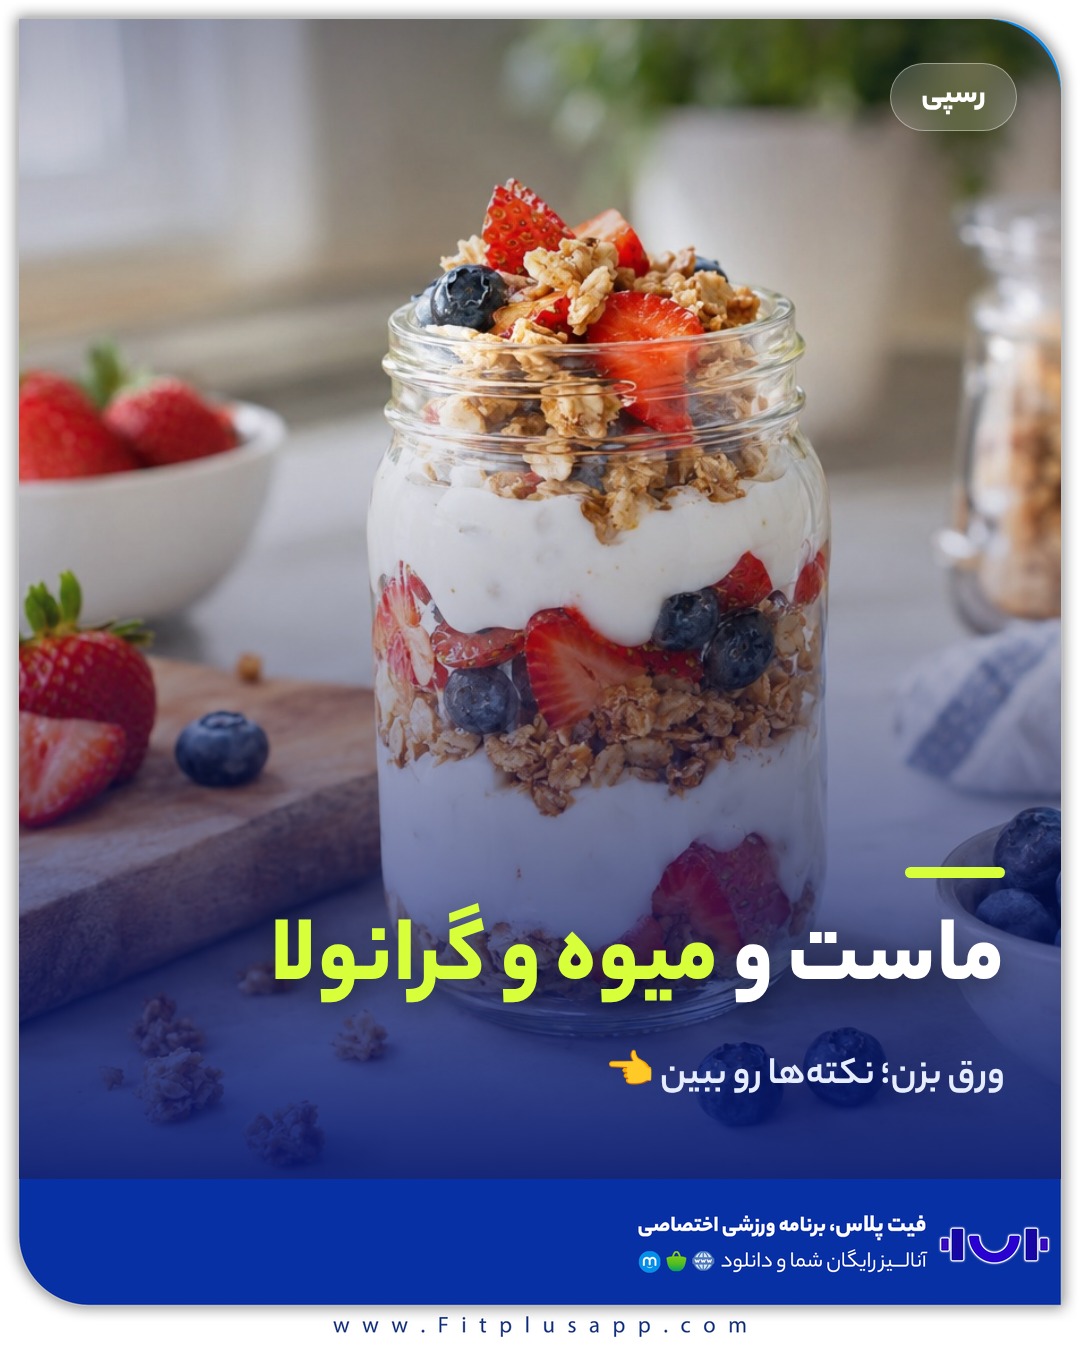 رسپی
ماست و میوه و گرانولا
ورق بزن؛ نکته‌ها رو ببین 👈
فیت پلاس، برنامه ورزشی اختصاصی
آنالیز رایگان شما و دانلود
www.Fitplusapp.com